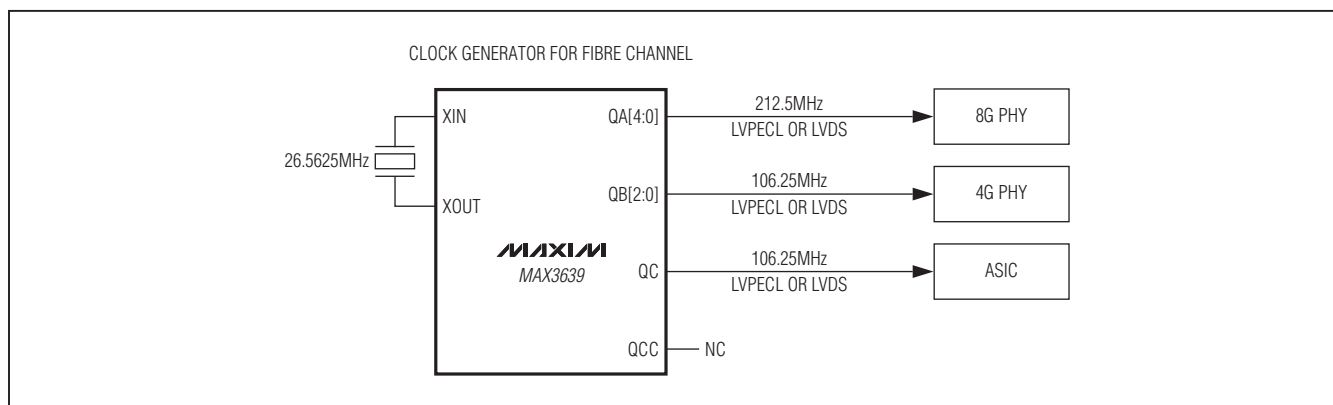 CLOCK GENERATOR FOR FIBRE CHANNEL
XIN
QA[4:0]
212.5MHz
LVPECL OR LVDS
8G PHY
26.5625MHz
XOUT
QB[2:0]
106.25MHz
LVPECL OR LVDS
4G PHY
MAXIM
MAX3639
QC
106.25MHz
LVPECL OR LVDS
ASIC
QCC
NC